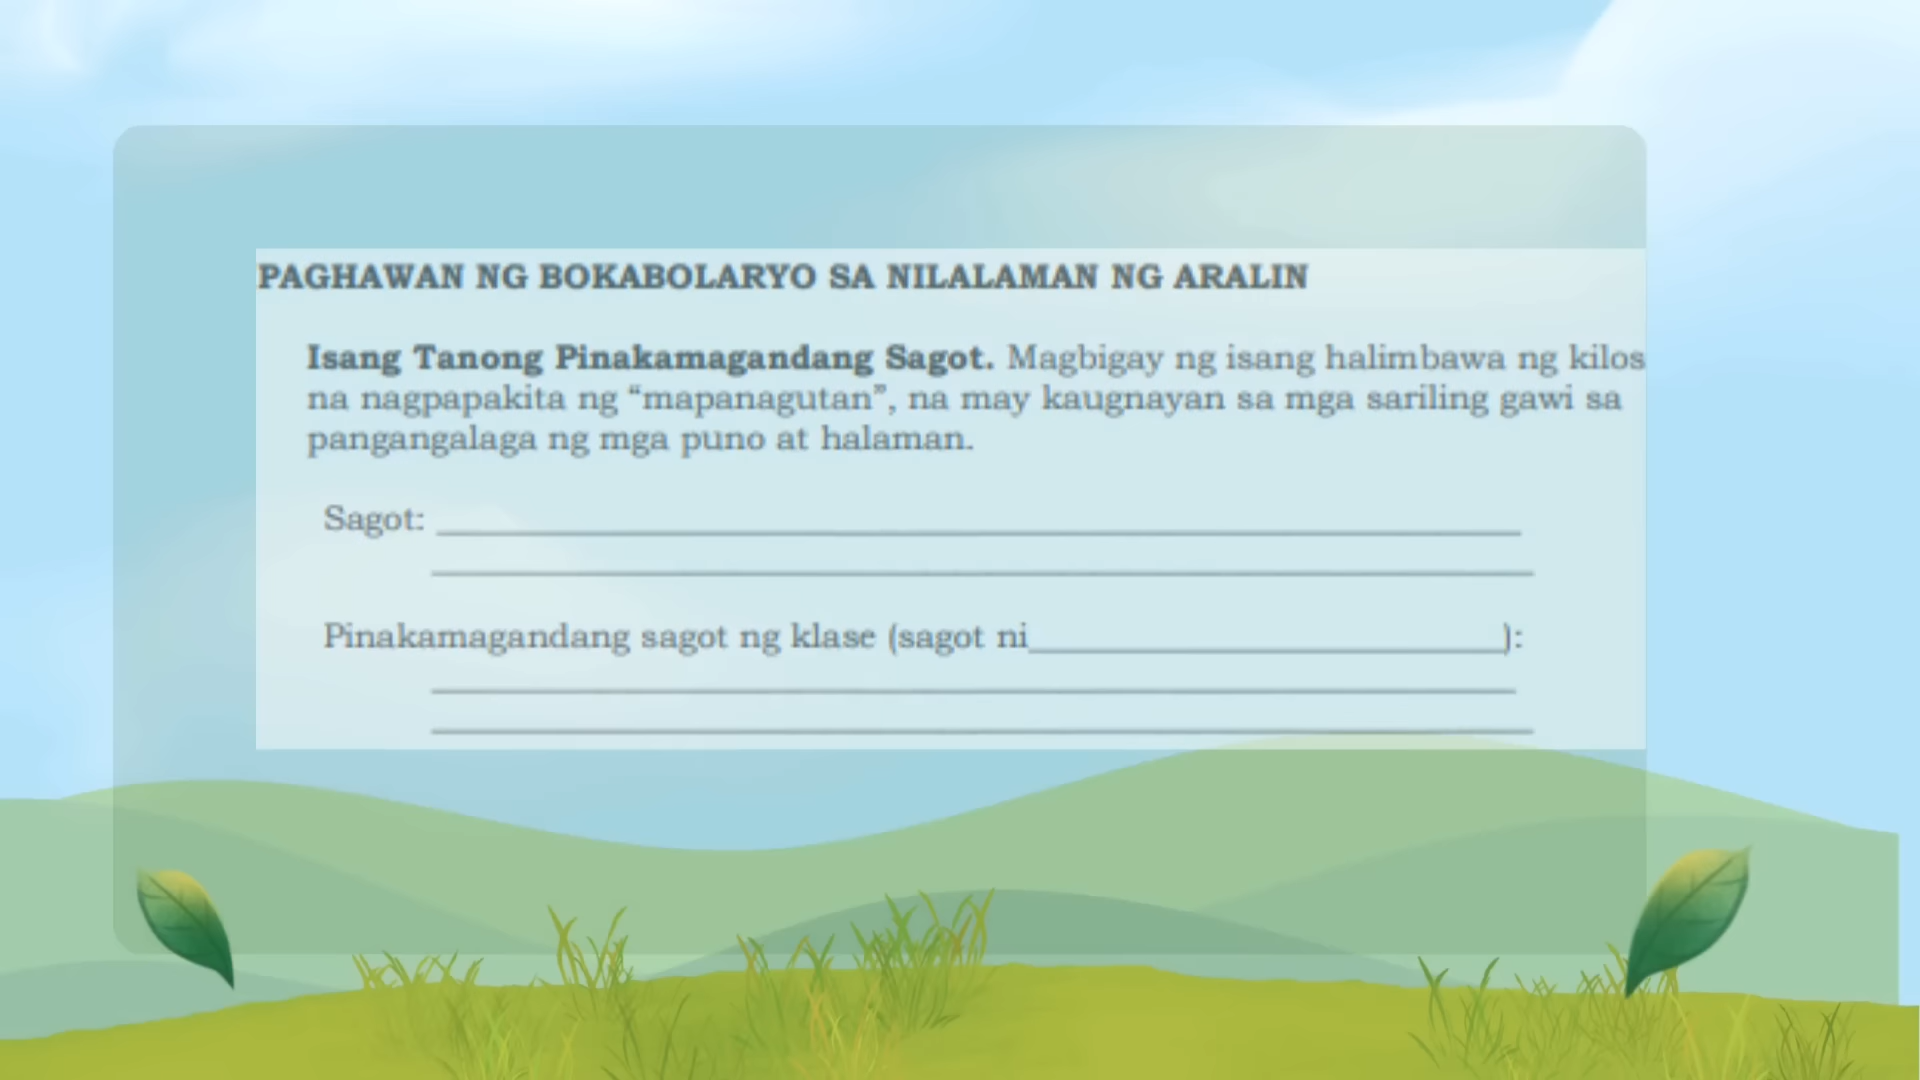 PAGHAWAN NG BOKABOLARYO SA NILALAMAN NG ARALIN
Isang Tanong Pinakamagandang Sagot. Magbigay ng isang halimbawa ng kilos
na nagpapakita ng “mapanagutan”, na may kaugnayan sa mga sariling gawi sa
pangangalaga ng mga puno at halaman.
Sagot:
Pinakamagandang sagot ng klase (sagot ni____________________):